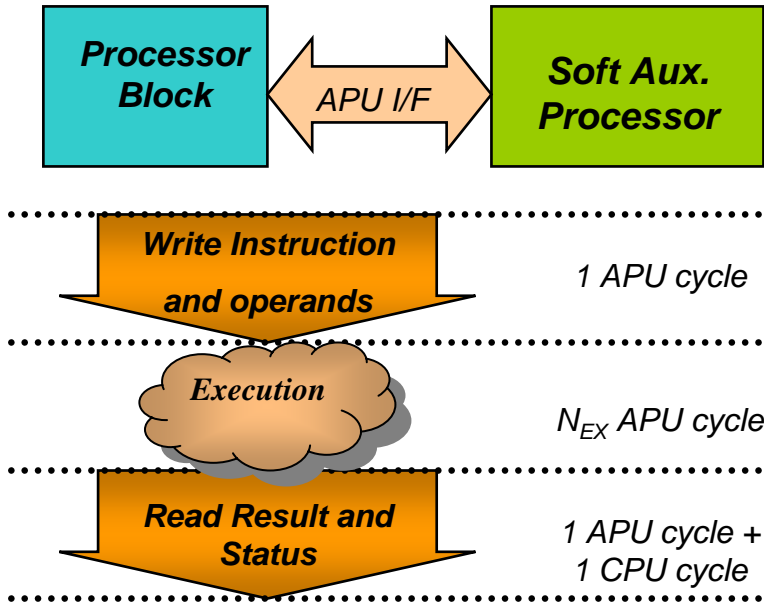 Processor
Block
APU I/F
Soft Aux.
Processor
Write Instruction
and operands
1 APU cycle
Execution
N_EX APU cycle
Read Result and
Status
1 APU cycle +
1 CPU cycle